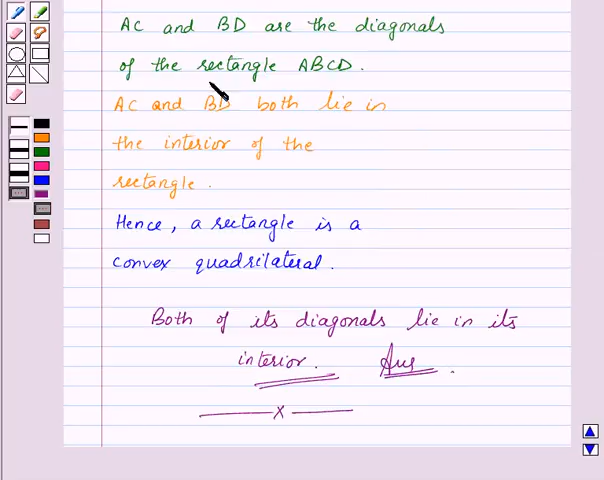 AC and BD are the diagonals
of the rectangle ABCD.
AC and BD both lie in
the interior of the
rectangle.
Hence, a rectangle is a
convex quadrilateral.
Both of its diagonals lie in its
interior. Ans.
x